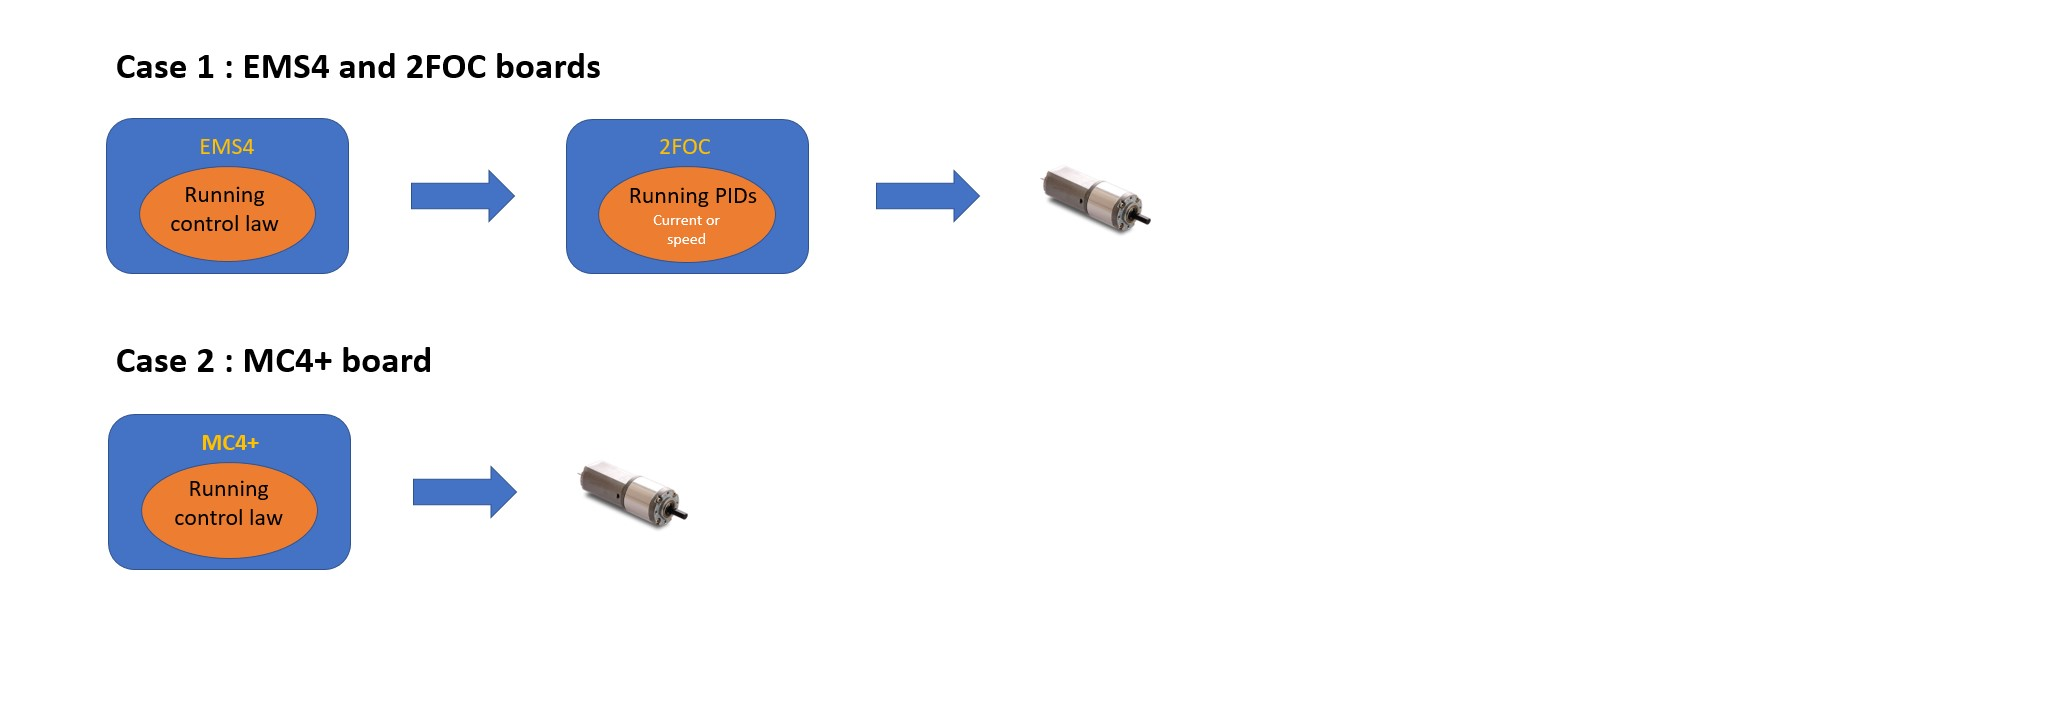 Case 1 : EMS4 and 2FOC boards
EMS4
Running
control law
2FOC
Running PIDs
Current or
speed
Case 2 : MC4+ board
MC4+
Running
control law